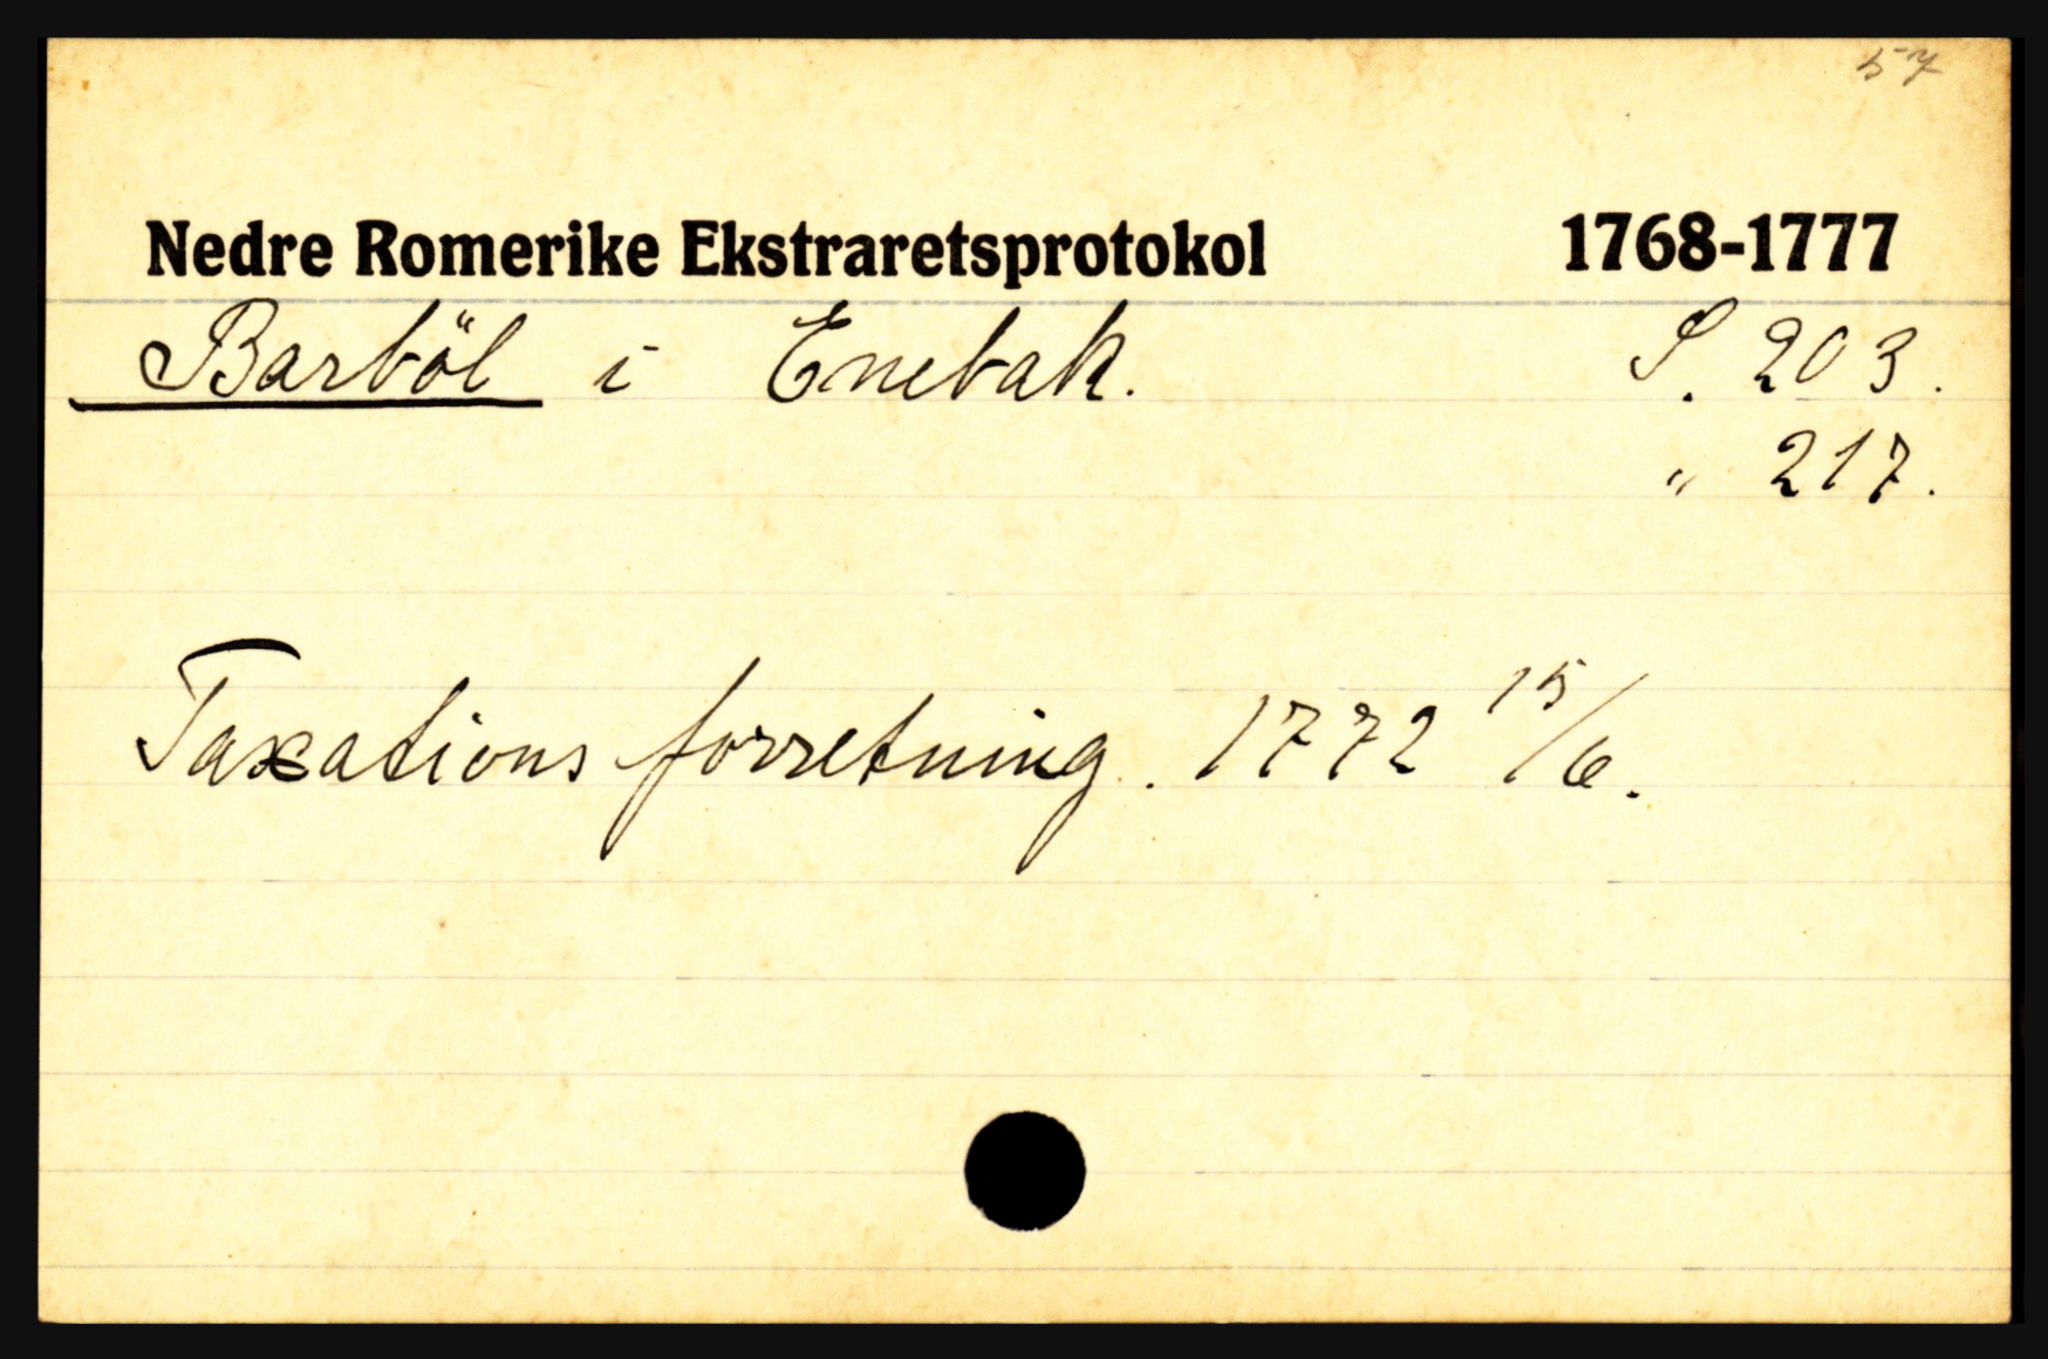 57
Nedre Romerike Ekstraretsprotokol 1768-1777
Barböl i Enebak. S. 203.
" 217.
Taxations forretning. 1772 15/6.